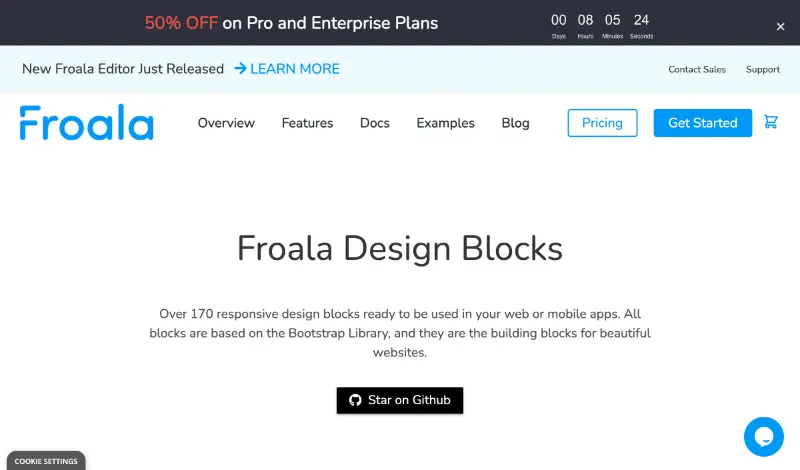 50% OFF on Pro and Enterprise Plans
00 08 05 24
Days Hours Minutes Seconds
×
New Froala Editor Just Released → LEARN MORE
Contact Sales Support
Froala Overview Features Docs Examples Blog Pricing Get Started
Froala Design Blocks
Over 170 responsive design blocks ready to be used in your web or mobile apps. All
blocks are based on the Bootstrap Library, and they are the building blocks for beautiful
websites.
Star on Github
COOKIE SETTINGS